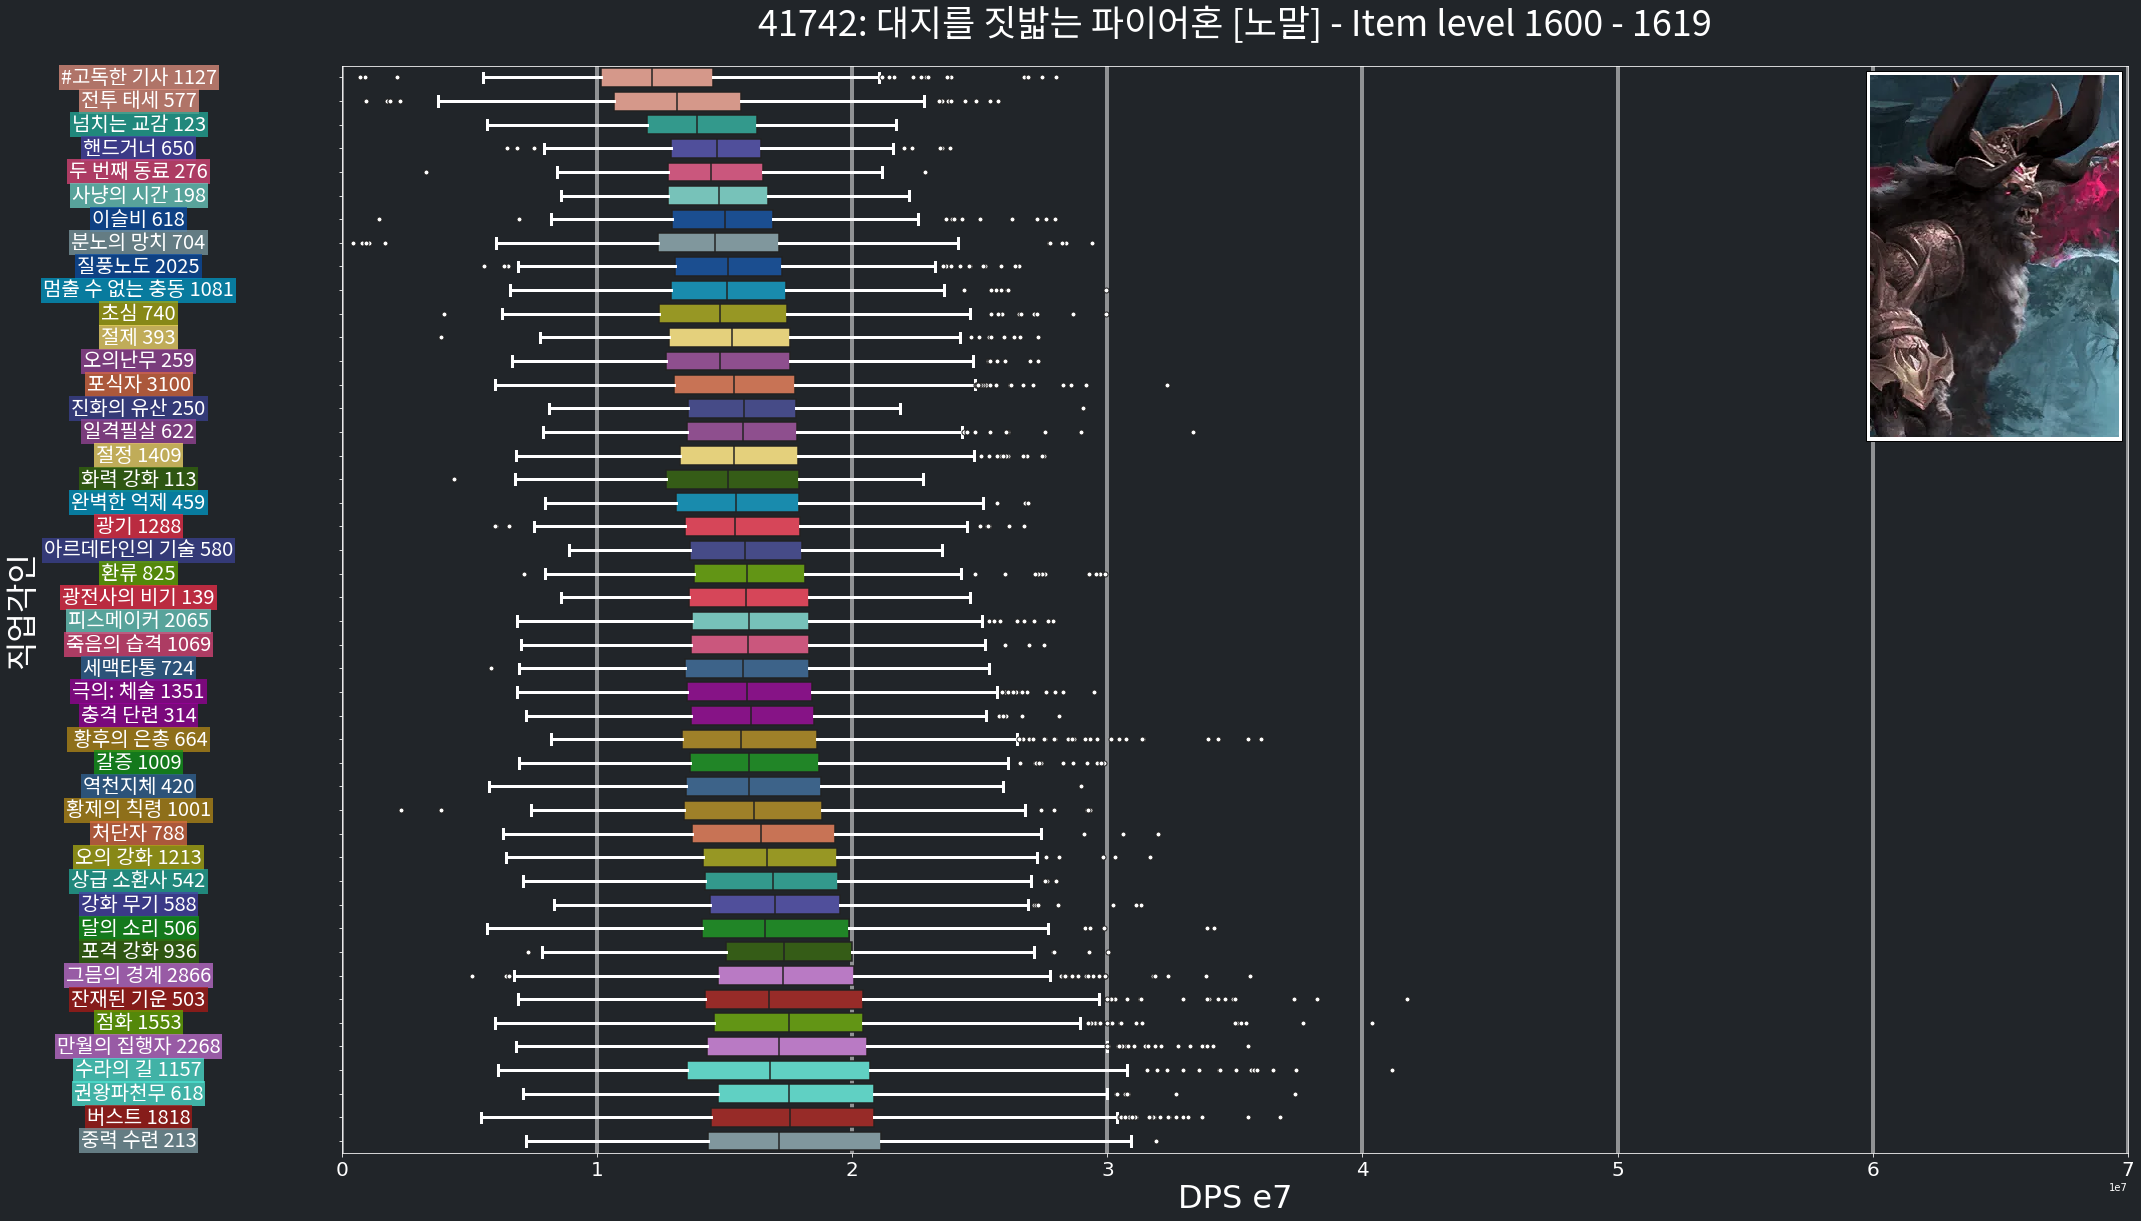 41742: 대지를 짓밟는 파이어혼 [노말] - Item level 1600 - 1619
직업각인
#고독한 기사 1127
전투 태세 577
넘치는 교감 123
핸드거너 650
두 번째 동료 276
사냥의 시간 198
이슬비 618
분노의 망치 704
질풍노도 2025
멈출 수 없는 충동 1081
초심 740
절제 393
오의난무 259
포식자 3100
진화의 유산 250
일격필살 622
절정 1409
화력 강화 113
완벽한 억제 459
광기 1288
아르데타인의 기술 580
환류 825
광전사의 비기 139
피스메이커 2065
죽음의 습격 1069
세맥타통 724
극의: 체술 1351
충격 단련 314
황후의 은총 664
갈증 1009
역천지체 420
황제의 칙령 1001
처단자 788
오의 강화 1213
상급 소환사 542
강화 무기 588
달의 소리 506
포격 강화 936
그믐의 경계 2866
잔재된 기운 503
점화 1553
만월의 집행자 2268
수라의 길 1157
권왕파천무 618
버스트 1818
중력 수련 213
0 1 2 3 4 5 6 7
DPS e7
1e7